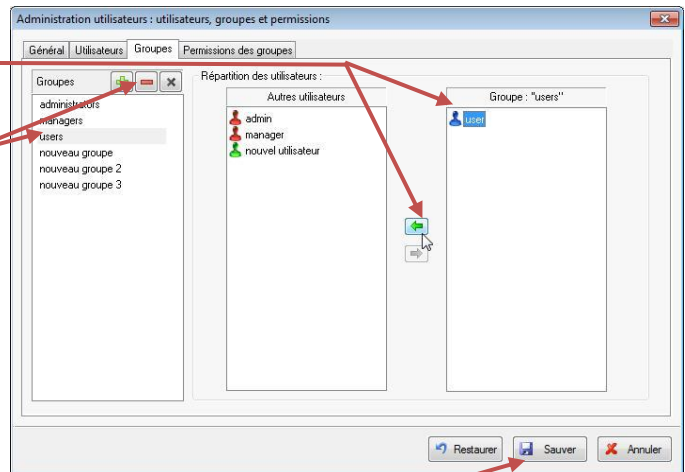 Administration utilisateurs : utilisateurs, groupes et permissions
Général Utilisateurs Groupes Permissions des groupes
Groupes
administrators
managers
users
nouveau groupe
nouveau groupe 2
nouveau groupe 3
Répartition des utilisateurs :
Autres utilisateurs
admin
manager
nouvel utilisateur
Groupe : "users"
user
Restaurer Sauver Annuler